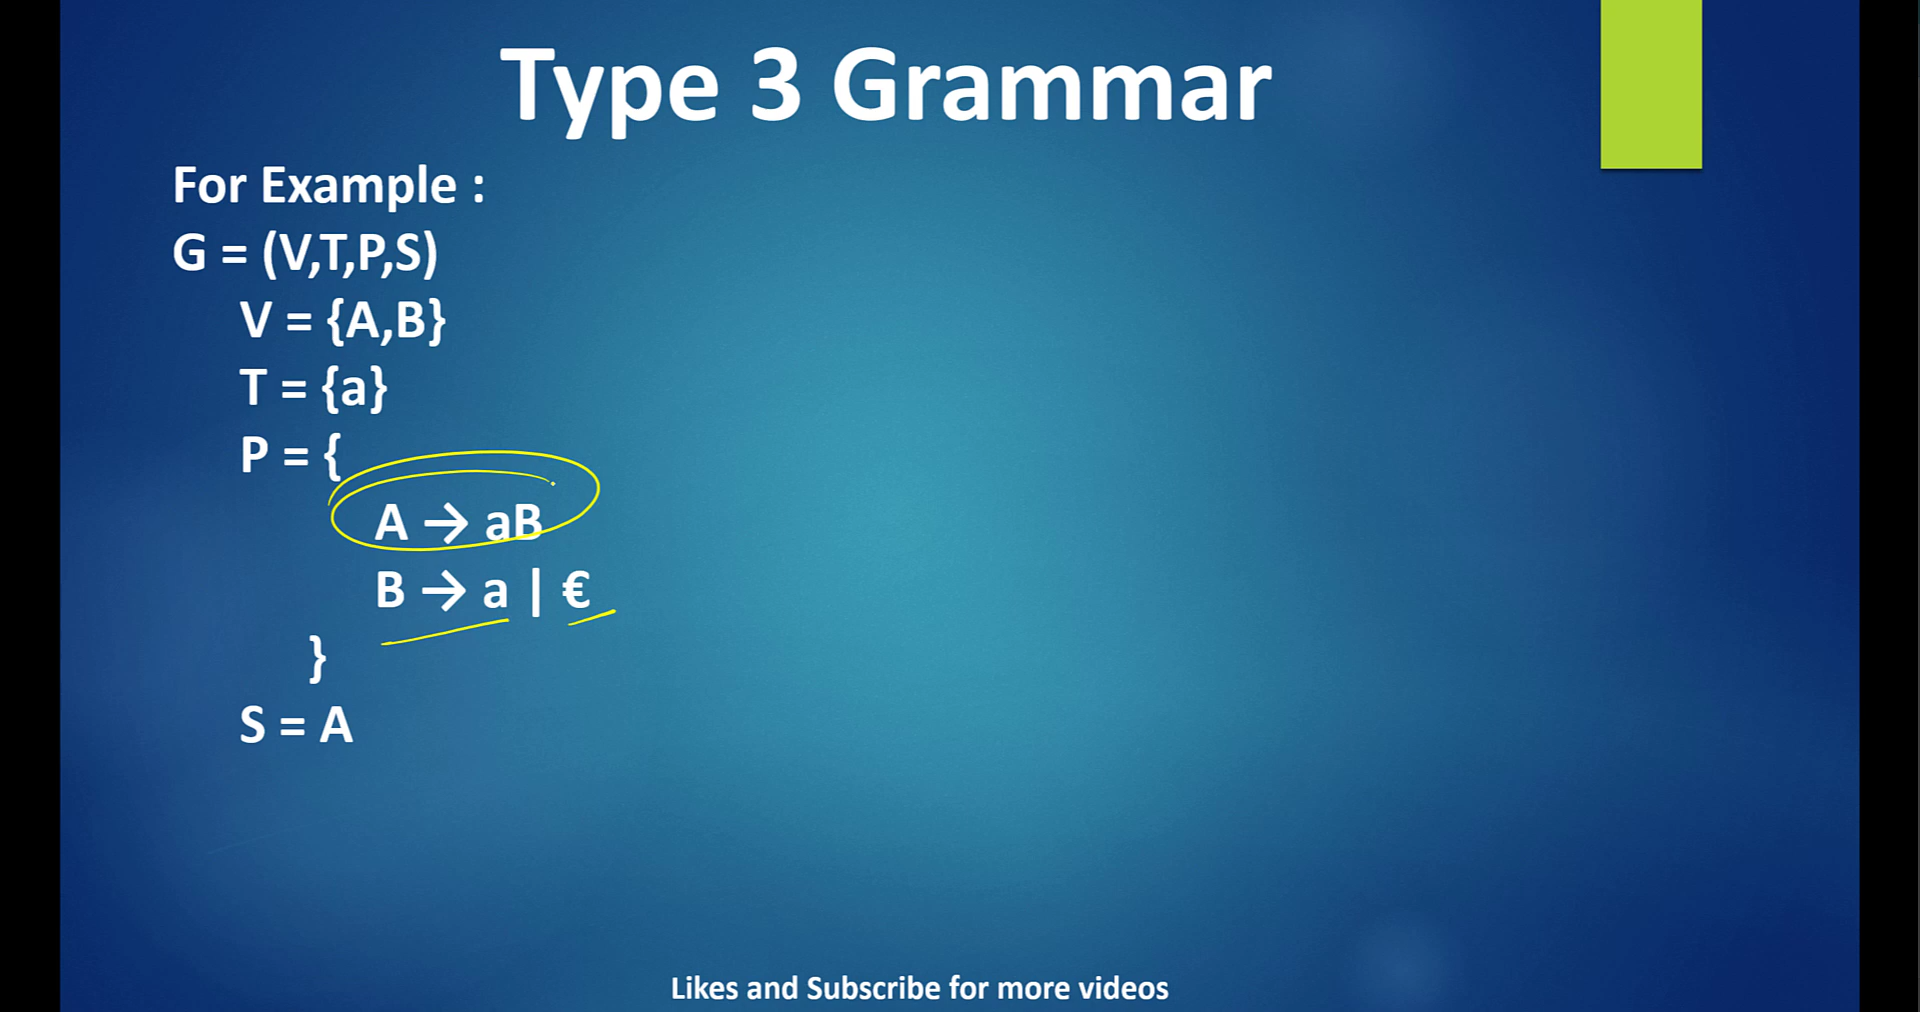 Type 3 Grammar
For Example :
G = (V,T,P,S)
V = {A,B}
T = {a}
P = {
A → aB
B → a | €
}
S = A
Likes and Subscribe for more videos